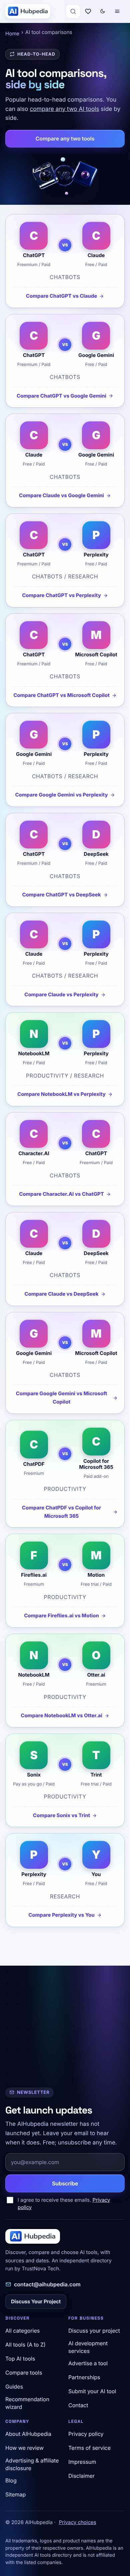 AI Hubpedia
Home > AI tool comparisons
HEAD-TO-HEAD
AI tool comparisons,
side by side
Popular head-to-head comparisons. You
can also compare any two AI tools side by
side.
Compare any two tools
C
vs
C
ChatGPT
Claude
Freemium / Paid
Free / Paid
CHATBOTS
Compare ChatGPT vs Claude →
C
vs
G
ChatGPT
Google Gemini
Freemium / Paid
Free / Paid
CHATBOTS
Compare ChatGPT vs Google Gemini →
C
vs
G
Claude
Google Gemini
Free / Paid
Free / Paid
CHATBOTS
Compare Claude vs Google Gemini →
C
vs
P
ChatGPT
Perplexity
Freemium / Paid
Free / Paid
CHATBOTS / RESEARCH
Compare ChatGPT vs Perplexity →
C
vs
M
ChatGPT
Microsoft Copilot
Freemium / Paid
Free / Paid
CHATBOTS
Compare ChatGPT vs Microsoft Copilot →
G
vs
P
Google Gemini
Perplexity
Free / Paid
Free / Paid
CHATBOTS / RESEARCH
Compare Google Gemini vs Perplexity →
C
vs
D
ChatGPT
DeepSeek
Freemium / Paid
Free / Paid
CHATBOTS
Compare ChatGPT vs DeepSeek →
C
vs
P
Claude
Perplexity
Free / Paid
Free / Paid
CHATBOTS / RESEARCH
Compare Claude vs Perplexity →
N
vs
P
NotebookLM
Perplexity
Free / Paid
Free / Paid
PRODUCTIVITY / RESEARCH
Compare NotebookLM vs Perplexity →
C
vs
C
Character.AI
ChatGPT
Free / Paid
Freemium / Paid
CHATBOTS
Compare Character.AI vs ChatGPT →
C
vs
D
Claude
DeepSeek
Free / Paid
Free / Paid
CHATBOTS
Compare Claude vs DeepSeek →
G
vs
M
Google Gemini
Microsoft Copilot
Free / Paid
Free / Paid
CHATBOTS
Compare Google Gemini vs Microsoft
Copilot →
C
vs
C
ChatPDF
Copilot for
Microsoft 365
Freemium
Paid add-on
PRODUCTIVITY
Compare ChatPDF vs Copilot for
Microsoft 365 →
F
vs
M
Fireflies.ai
Motion
Freemium
Free trial / Paid
PRODUCTIVITY
Compare Fireflies.ai vs Motion →
N
vs
O
NotebookLM
Otter.ai
Free / Paid
Freemium
PRODUCTIVITY
Compare NotebookLM vs Otter.ai →
S
vs
T
Sonix
Trint
Pay as you go / Paid
Free trial / Paid
PRODUCTIVITY
Compare Sonix vs Trint →
P
vs
Y
Perplexity
You
Free / Paid
Free / Paid
RESEARCH
Compare Perplexity vs You →
NEWSLETTER
Get launch updates
The AIHubpedia newsletter has not
started yet. Leave your email to hear
when it does. Free; unsubscribe any time.
you@example.com
Subscribe
I agree to receive these emails. Privacy
policy
AI Hubpedia
Discover, compare and choose AI tools, with
sources and dates. An independent directory
run by TrustNova Tech.
contact@aihubpedia.com
Discuss Your Project
DISCOVER
All categories
All tools (A to Z)
Top AI tools
Compare tools
Guides
Recommendation
wizard
FOR BUSINESS
Discuss your project
AI development
services
Advertise a tool
Partnerships
Submit your AI tool
Contact
COMPANY
About AIHubpedia
How we review
Advertising & affiliate
disclosure
Blog
Sitemap
LEGAL
Privacy policy
Terms of service
Impressum
Disclaimer
© 2026 AIHubpedia · Privacy choices
All trademarks, logos and product names are the
property of their respective owners. AIHubpedia is an
independent AI tool directory and is not affiliated
with the listed companies.